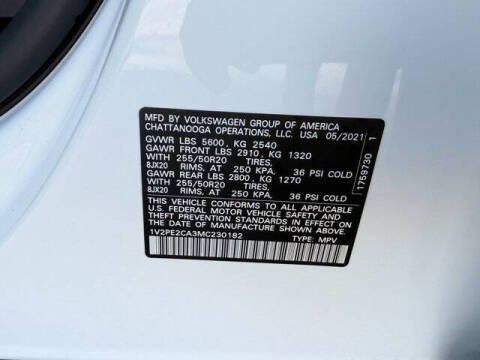 MFD BY VOLKSWAGEN GROUP OF AMERICA
CHATTANOOGA OPERATIONS, LLC. USA 05/2021
GVWR LBS 5600, KG 2540
GAWR FRONT LBS 2910, KG 1320
WITH 255/50R20 TIRES,
8JX20 RIMS, AT 250 KPA. 36 PSI COLD
GAWR REAR LBS 2800, KG 1270
WITH 255/50R20 TIRES,
8JX20 RIMS, AT 250 KPA. 36 PSI COLD
THIS VEHICLE CONFORMS TO ALL APPLICABLE
U.S. FEDERAL MOTOR VEHICLE SAFETY AND
THEFT PREVENTION STANDARDS IN EFFECT ON
THE DATE OF MANUFACTURE SHOWN ABOVE.
1V2PE2CA3MC230182 TYPE: MPV
1759730 1